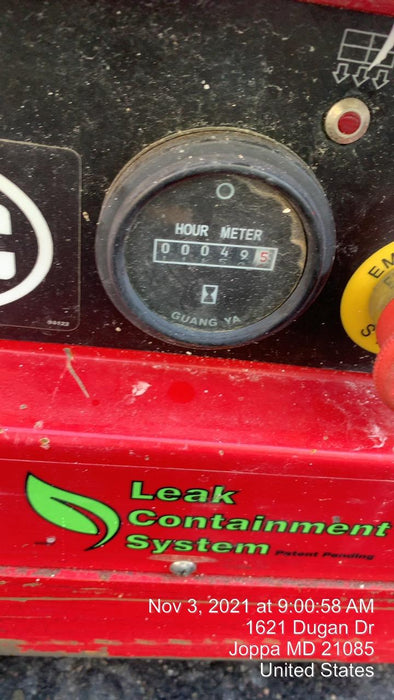 HOUR METER
000495
GUANG YA
Leak
Containment
System Patent Pending
Nov 3, 2021 at 9:00:58 AM
1621 Dugan Dr
Joppa MD 21085
United States